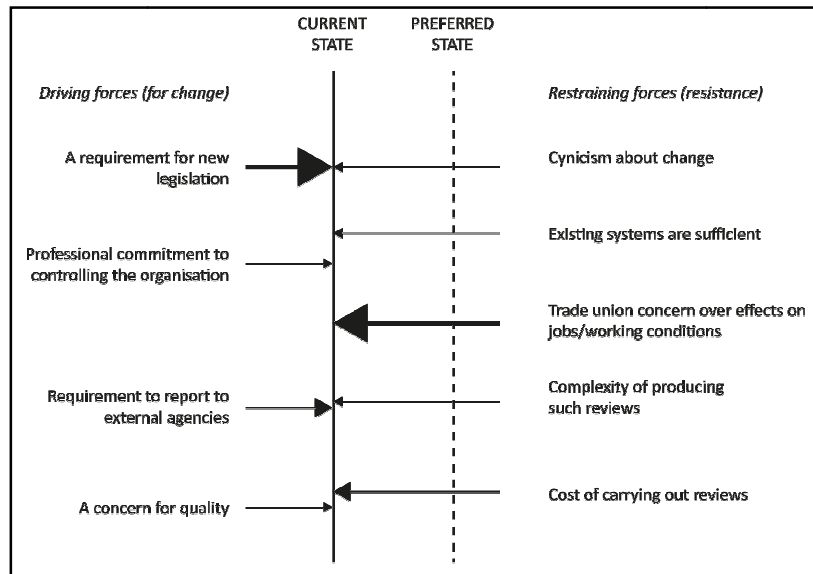 CURRENT
STATE
PREFERRED
STATE
Driving forces (for change)
Restraining forces (resistance)
A requirement for new
legislation
Cynicism about change
Existing systems are sufficient
Professional commitment to
controlling the organisation
Trade union concern over effects on
jobs/working conditions
Requirement to report to
external agencies
Complexity of producing
such reviews
A concern for quality
Cost of carrying out reviews